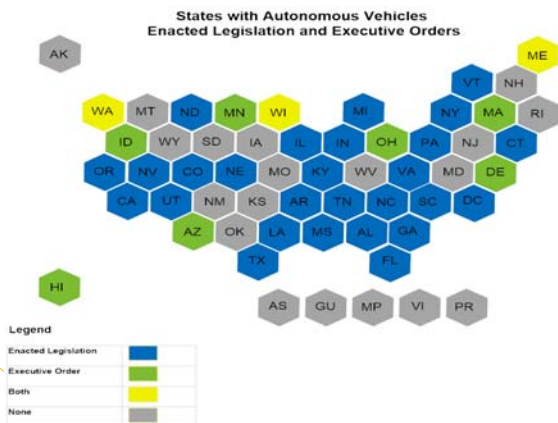 States with Autonomous Vehicles
Enacted Legislation and Executive Orders
AK
ME
VT NH
WA MT ND MN WI MI NY MA RI
ID WY SD IA IL IN OH PA NJ CT
OR NV CO NE MO KY WV VA MD DE
CA UT NM KS AR TN NC SC DC
AZ OK LA MS AL GA
TX FL
HI
AS GU MP VI PR
Legend
Enacted Legislation
Executive Order
Both
None